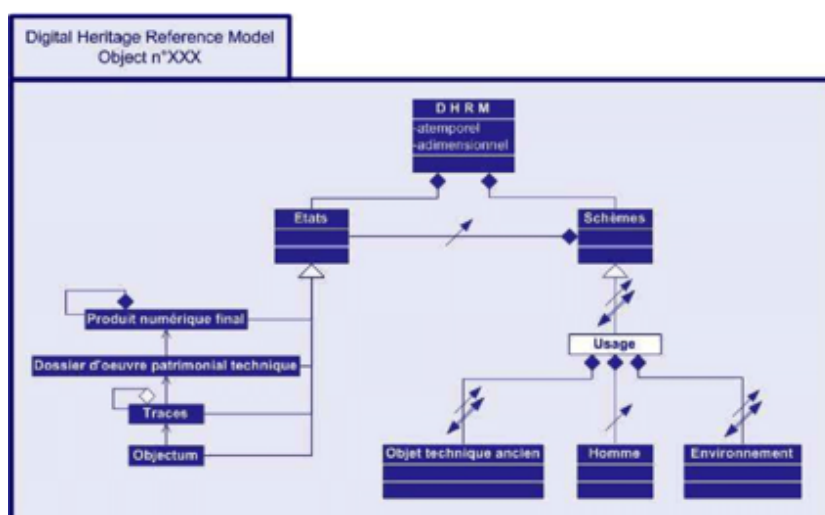 Digital Heritage Reference Model
Object n°XXX
D H R M
-atemporel
-adimensionnel
Etats
Schèmes
Produit numérique final
Usage
Dossier d'oeuvre patrimonial technique
Traces
Objectum
Objet technique ancien
Homme
Environnement